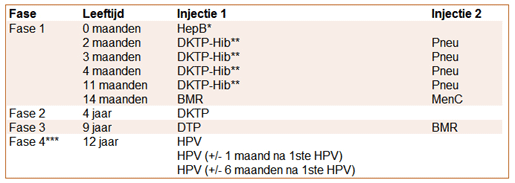 Fase Leeftijd Injectie 1 Injectie 2
Fase 1 0 maanden HepB*
2 maanden DKTP-Hib** Pneu
3 maanden DKTP-Hib** Pneu
4 maanden DKTP-Hib** Pneu
11 maanden DKTP-Hib** Pneu
14 maanden BMR MenC
Fase 2 4 jaar DKTP
Fase 3 9 jaar DTP BMR
Fase 4*** 12 jaar HPV
HPV (+/- 1 maand na 1ste HPV)
HPV (+/- 6 maanden na 1ste HPV)